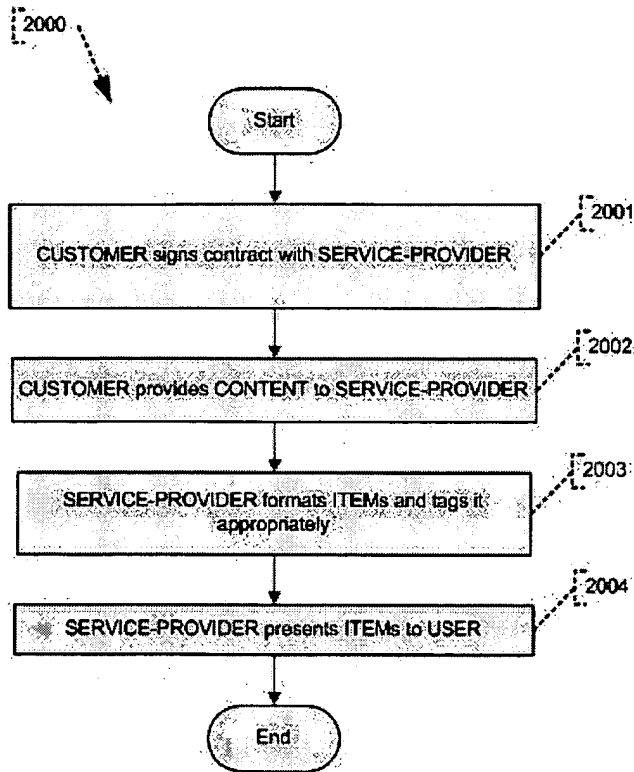 2000
Start
2001
CUSTOMER signs contract with SERVICE-PROVIDER
2002
CUSTOMER provides CONTENT to SERVICE-PROVIDER
2003
SERVICE-PROVIDER formats ITEMs and tags it
appropriately
2004
SERVICE-PROVIDER presents ITEMs to USER
End